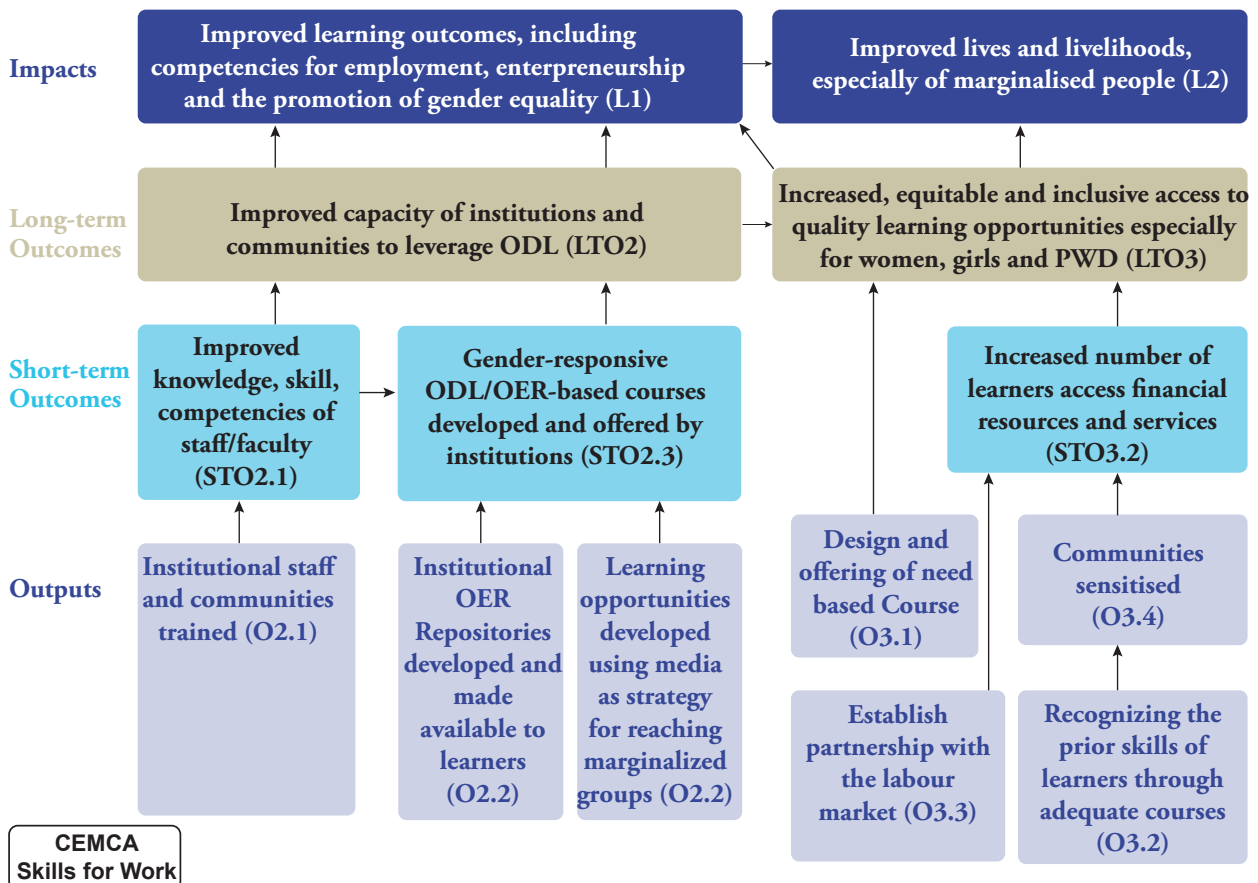 Impacts
Improved learning outcomes, including
competencies for employment, enterpreneurship
and the promotion of gender equality (L1)
Improved lives and livelihoods,
especially of marginalised people (L2)
Long-term
Outcomes
Improved capacity of institutions and
communities to leverage ODL (LTO2)
Increased, equitable and inclusive access to
quality learning opportunities especially
for women, girls and PWD (LTO3)
Short-term
Outcomes
Improved
knowledge, skill,
competencies of
staff/faculty
(STO2.1)
Gender-responsive
ODL/OER-based courses
developed and offered by
institutions (STO2.3)
Increased number of
learners access financial
resources and services
(STO3.2)
Outputs
Institutional staff
and communities
trained (O2.1)
Institutional
OER
Repositories
developed and
made
available to
learners
(O2.2)
Learning
opportunities
developed
using media
as strategy
for reaching
marginalized
groups (O2.2)
Design and
offering of need
based Course
(O3.1)
Communities
sensitised
(O3.4)
Establish
partnership with
the labour
market (O3.3)
Recognizing the
prior skills of
learners through
adequate courses
(O3.2)
CEMCA
Skills for Work